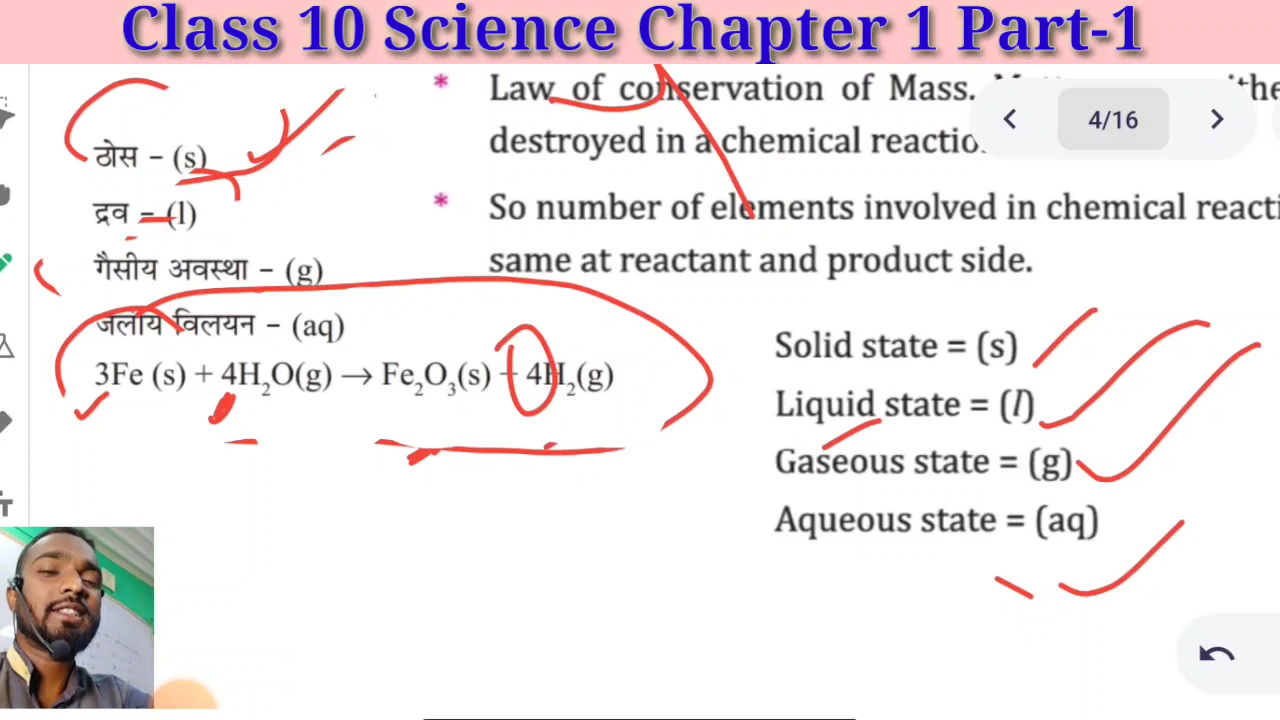 Class 10 Science Chapter 1 Part-1
ठोस – (s)
द्रव – (l)
गैसीय अवस्था – (g)
जलीय विलयन – (aq)
3Fe (s) + 4H₂O(g) → Fe₂O₃(s) + 4H₂(g)
* Law of conservation of Mass.
destroyed in a chemical
* So number of elements involved in chemical
same at reactant and product side.
4/16
Solid state = (s)
Liquid state = (l)
Gaseous state = (g)
Aqueous state = (aq)